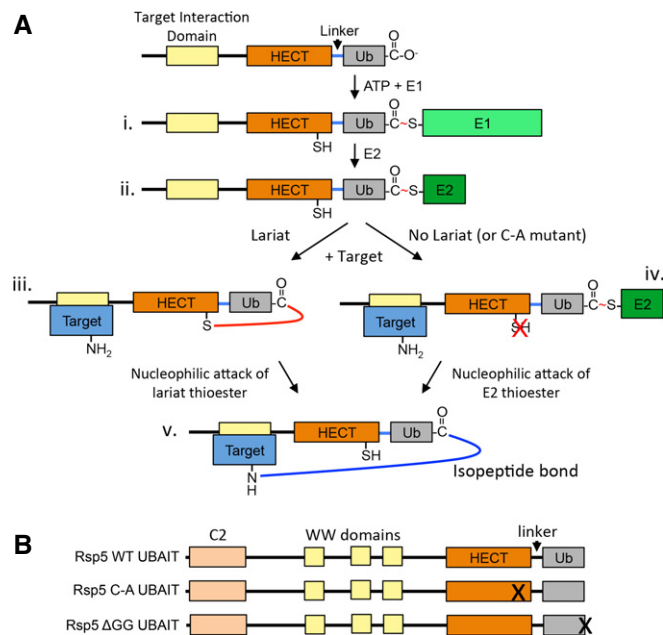 A
Target Interaction
Domain
Linker
HECT Ub C O O-
ATP + E1
i. HECT Ub O C~S E1
SH
E2
ii. HECT Ub O C~S E2
SH
Lariat
No Lariat (or C-A mutant)
+ Target
iii. HECT Ub O C
Target S
NH2
iv. HECT Ub O C~S E2
Target SH X
NH2
Nucleophilic attack of
lariat thioester
Nucleophilic attack of
E2 thioester
v. HECT Ub O C
Target SH
N
H
Isopeptide bond
B
C2 WW domains linker
Rsp5 WT UBAIT HECT Ub
Rsp5 C-A UBAIT X
Rsp5 ΔGG UBAIT X